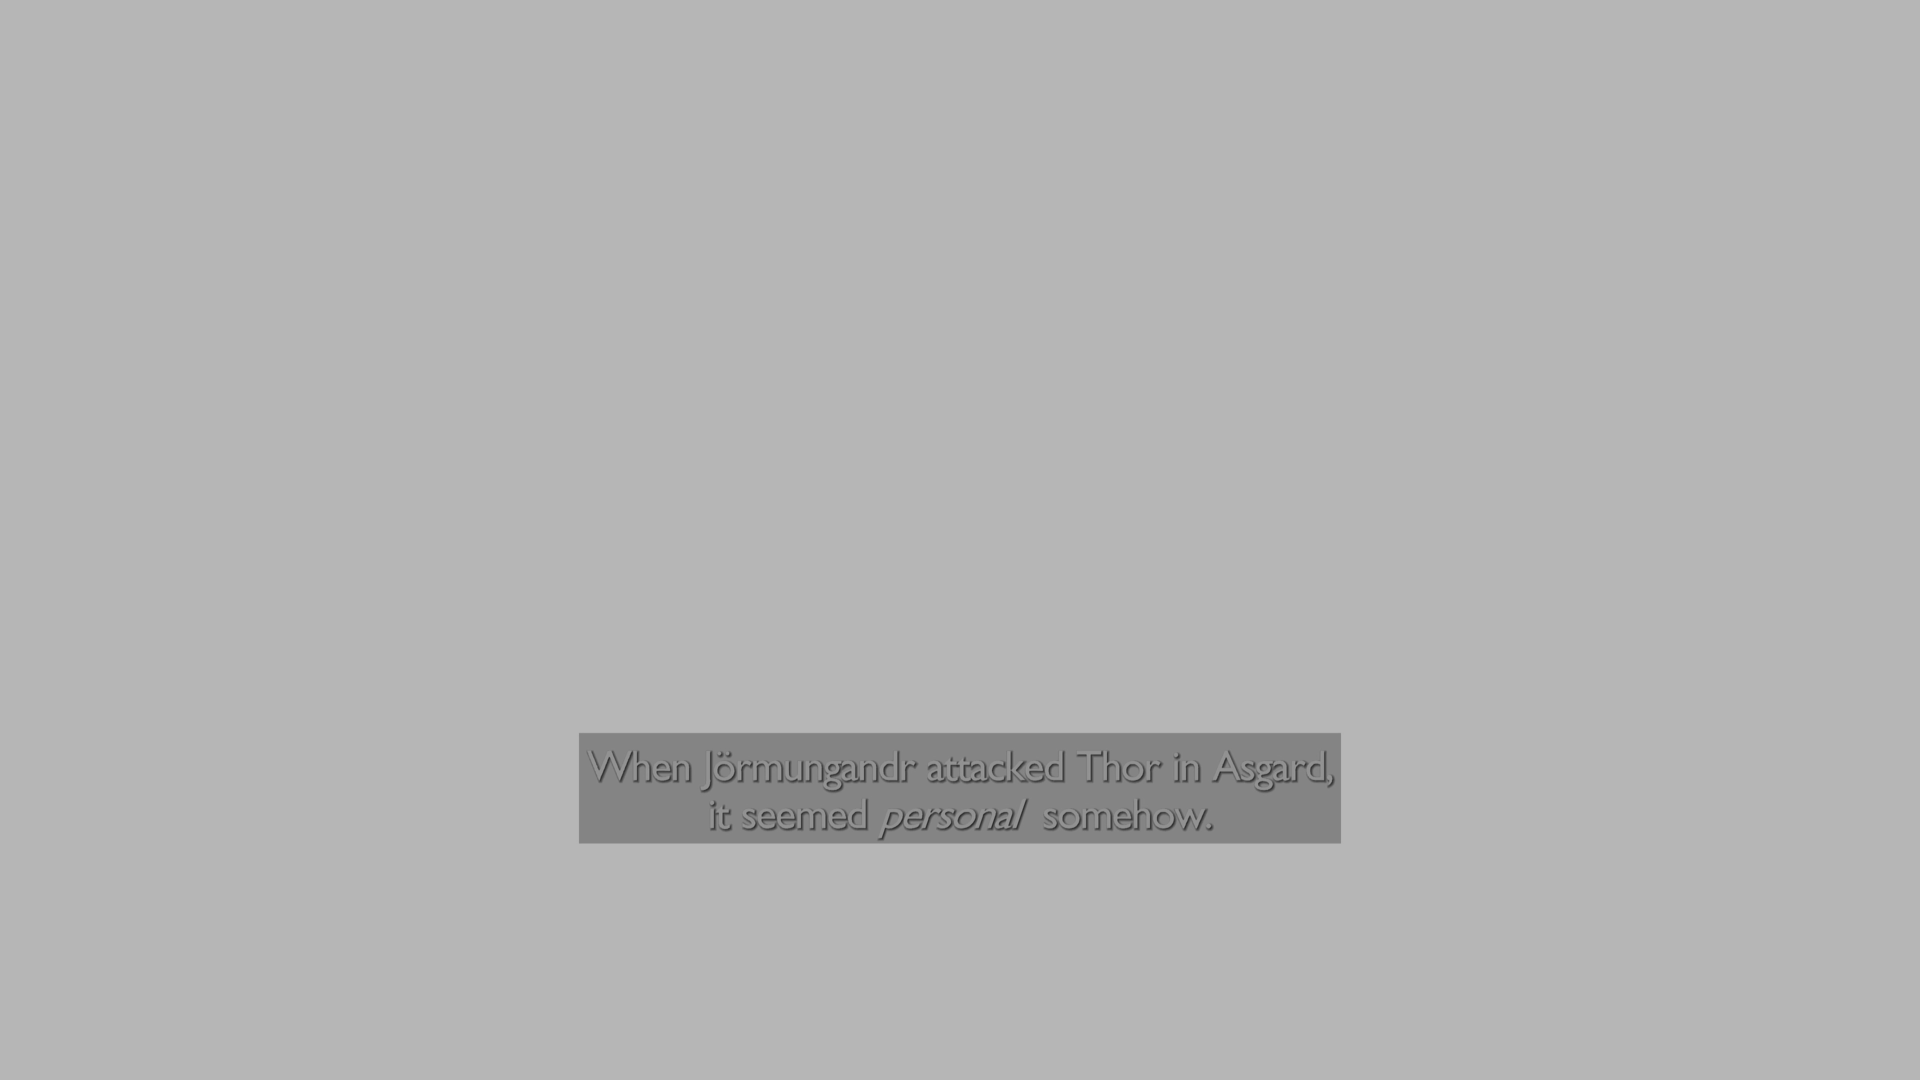 When Jörmungandr attacked Thor in Asgard,
it seemed personal somehow.